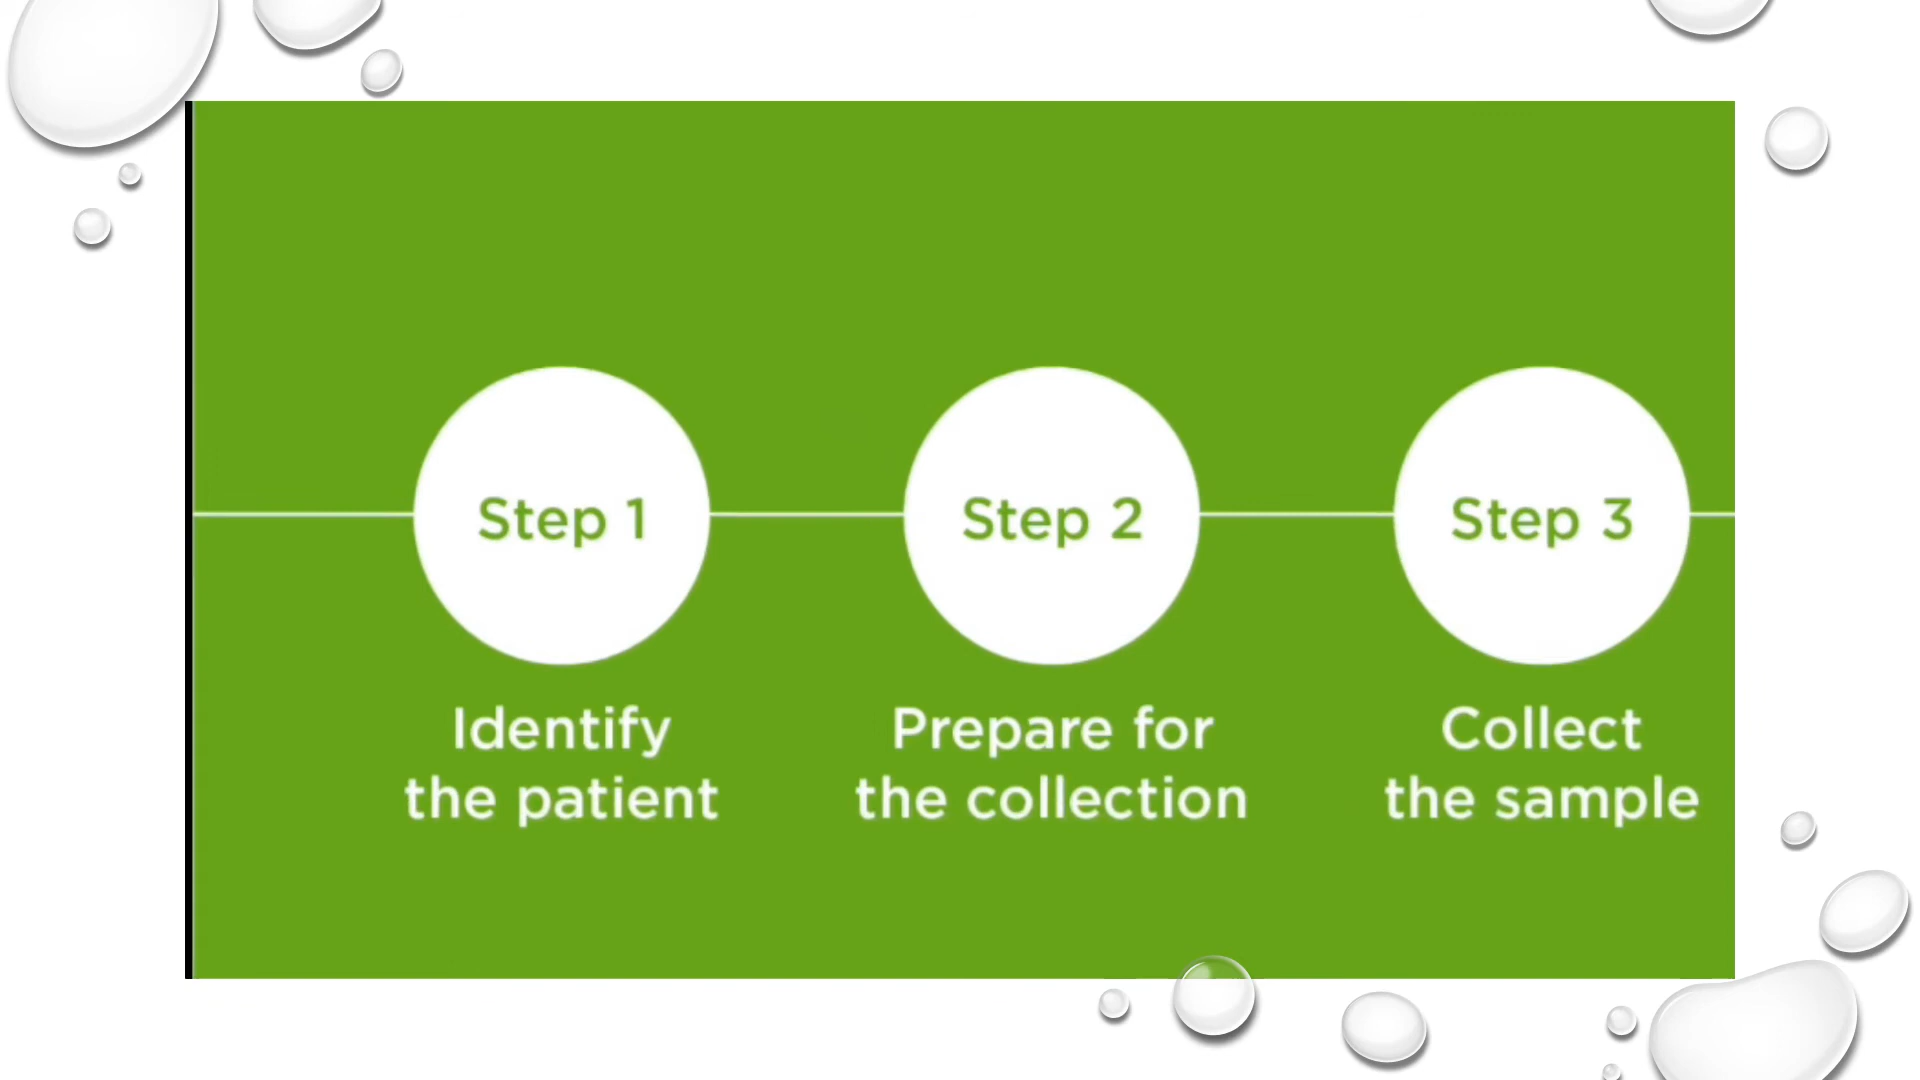 Step 1
Step 2
Step 3
Identify
the patient
Prepare for
the collection
Collect
the sample